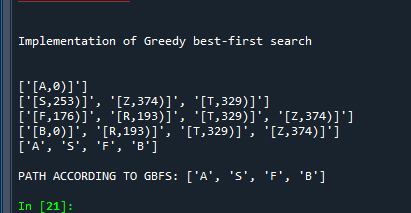 Implementation of Greedy best-first search
['[A,0)]']
['[S,253)]', '[Z,374)]', '[T,329)]']
['[F,176)]', '[R,193)]', '[T,329)]', '[Z,374)]']
['[B,0)]', '[R,193)]', '[T,329)]', '[Z,374)]']
['A', 'S', 'F', 'B']
PATH ACCORDING TO GBFS: ['A', 'S', 'F', 'B']
In [21]: